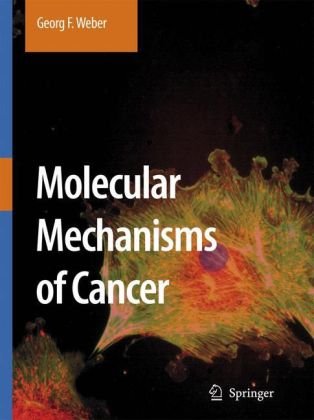 Georg F. Weber
Molecular
Mechanisms
of Cancer
Springer